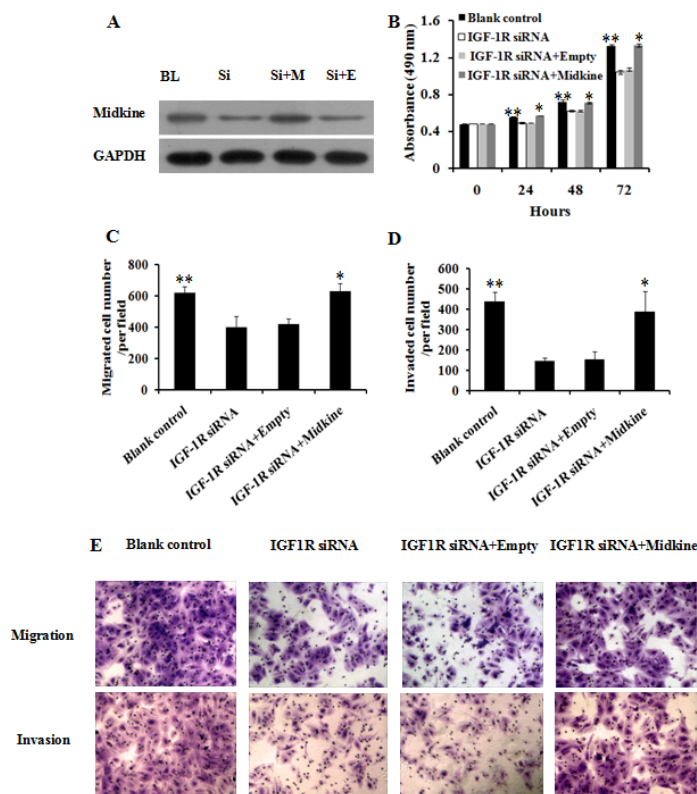 A
BL Si Si+M Si+E
Midkine
GAPDH
B
Absorbance (490 nm)
1.6
1.2
0.8
0.4
0
Blank control
IGF-1R siRNA
IGF-1R siRNA+Empty
IGF-1R siRNA+Midkine
** * ** * ** *
0 24 48 72
Hours
C
Migrated cell number
/per field
800
600
400
200
0
** *
Blank control
IGF-1R siRNA
IGF-1R siRNA+Empty
IGF-1R siRNA+Midkine
D
Invaded cell number
/per field
600
500
400
300
200
100
0
** *
Blank control
IGF-1R siRNA
IGF-1R siRNA+Empty
IGF-1R siRNA+Midkine
E
Blank control IGF1R siRNA IGF1R siRNA+Empty IGF1R siRNA+Midkine
Migration
Invasion